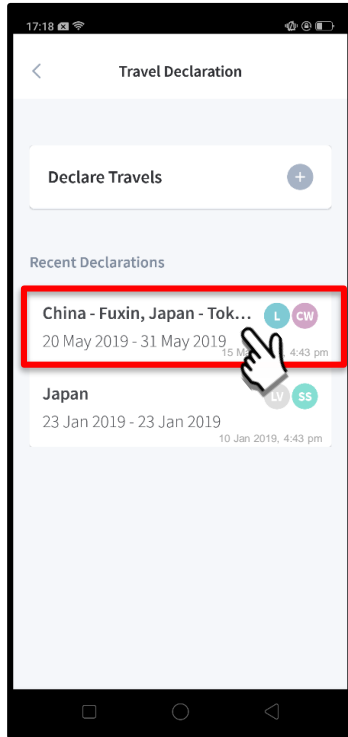 17:18
Travel Declaration
Declare Travels
Recent Declarations
China - Fuxin, Japan - Tok...
L CW
20 May 2019 - 31 May 2019
15 4:43 pm
Japan
LV SS
23 Jan 2019 - 23 Jan 2019
10 Jan 2019, 4:43 pm